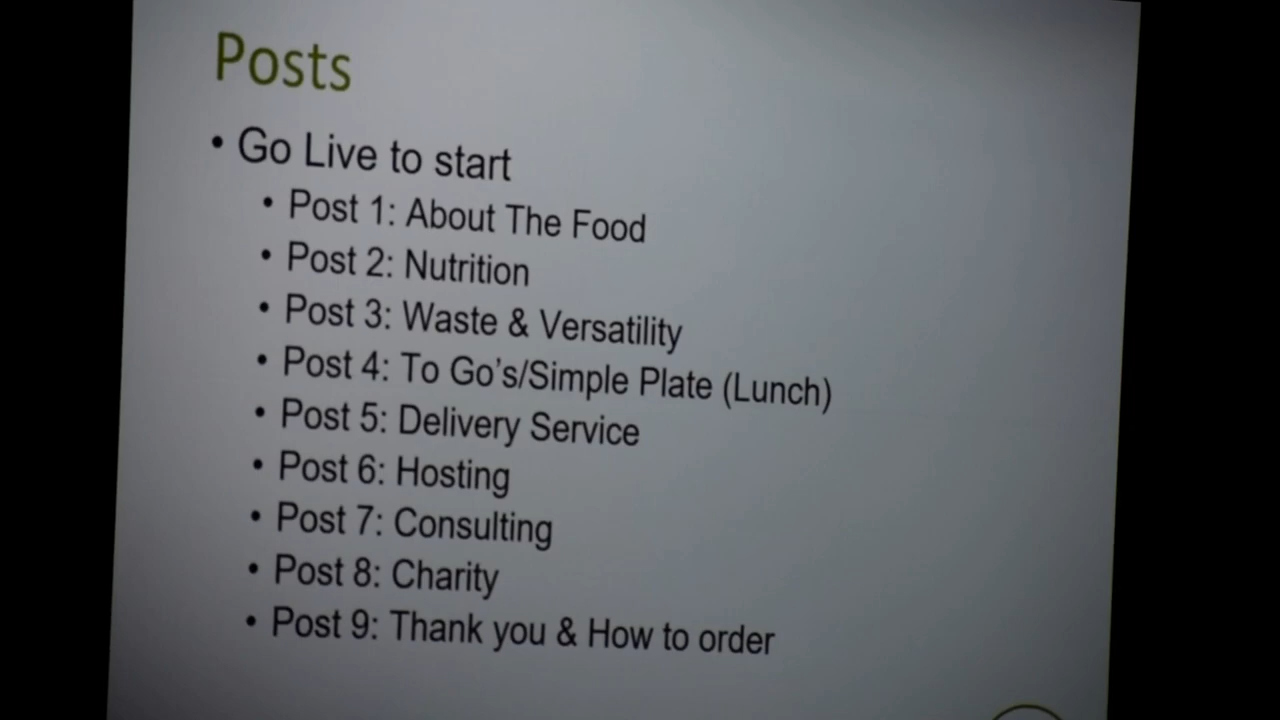 Posts
• Go Live to start
• Post 1: About The Food
• Post 2: Nutrition
• Post 3: Waste & Versatility
• Post 4: To Go's/Simple Plate (Lunch)
• Post 5: Delivery Service
• Post 6: Hosting
• Post 7: Consulting
• Post 8: Charity
• Post 9: Thank you & How to order